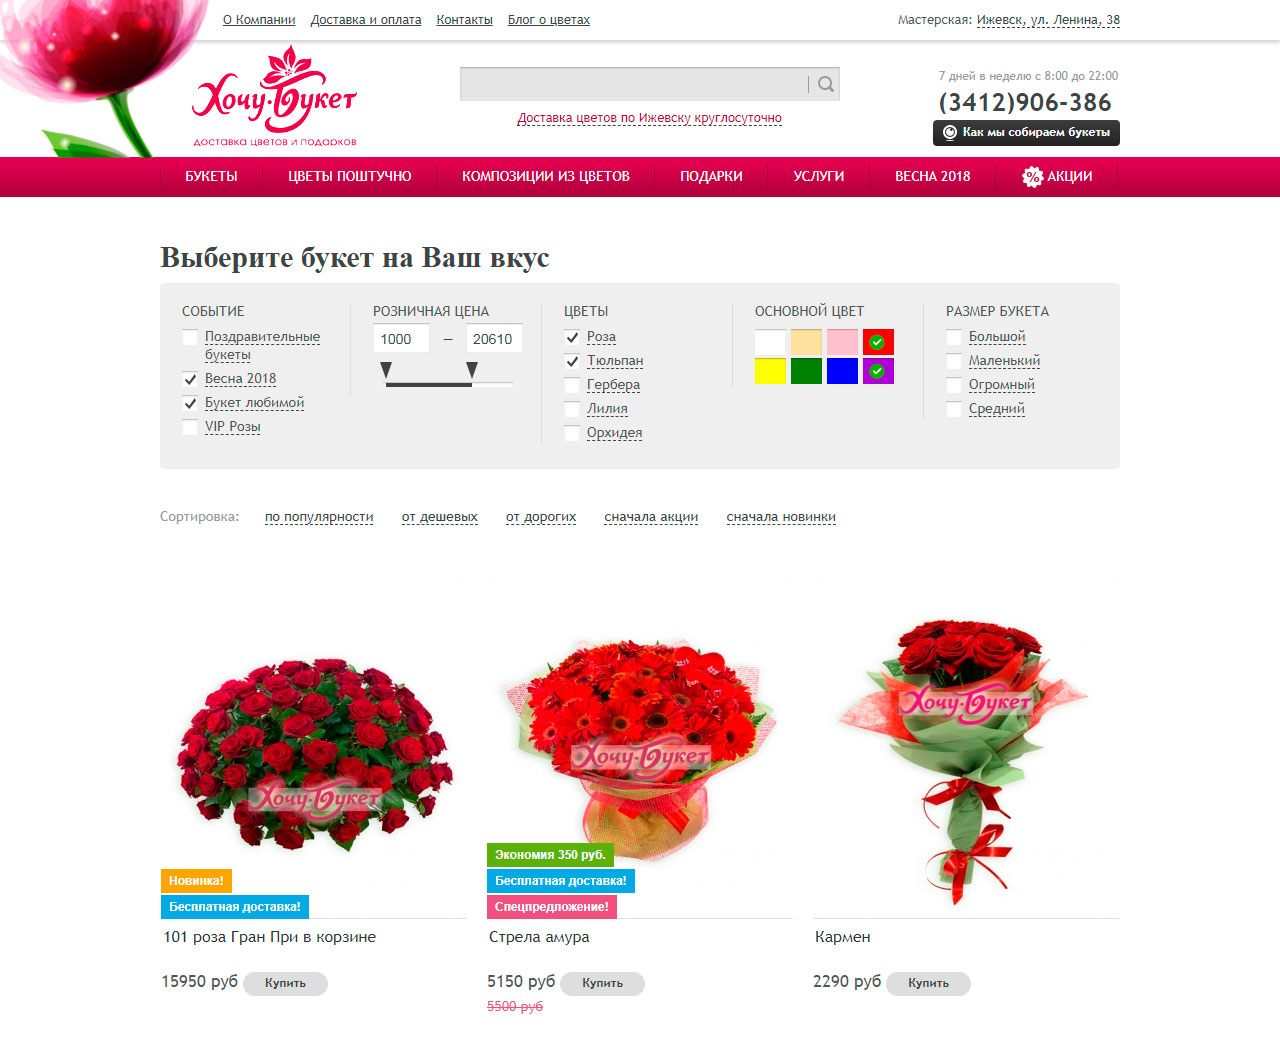 О Компании Доставка и оплата Контакты Блог о цветах Мастерская: Ижевск, ул. Ленина, 38
Хочу-Букет
доставка цветов и подарков
Доставка цветов по Ижевску круглосуточно
7 дней в неделю с 8:00 до 22:00
(3412)906-386
Как мы собираем букеты
БУКЕТЫ ЦВЕТЫ ПОШТУЧНО КОМПОЗИЦИИ ИЗ ЦВЕТОВ ПОДАРКИ УСЛУГИ ВЕСНА 2018 % АКЦИИ
Выберите букет на Ваш вкус
СОБЫТИЕ
Поздравительные
букеты
Весна 2018
Букет любимой
VIP Розы
РОЗНИЧНАЯ ЦЕНА
1000 — 20610
ЦВЕТЫ
Роза
Тюльпан
Гербера
Лилия
Орхидея
ОСНОВНОЙ ЦВЕТ
РАЗМЕР БУКЕТА
Большой
Маленький
Огромный
Средний
Сортировка: по популярности от дешевых от дорогих сначала акции сначала новинки
Хочу-Букет
Новинка!
Бесплатная доставка!
101 роза Гран При в корзине
15950 руб Купить
Хочу-Букет
Экономия 350 руб.
Бесплатная доставка!
Спецпредложение!
Стрела амура
5150 руб Купить
5500 руб
Хочу-Букет
Кармен
2290 руб Купить